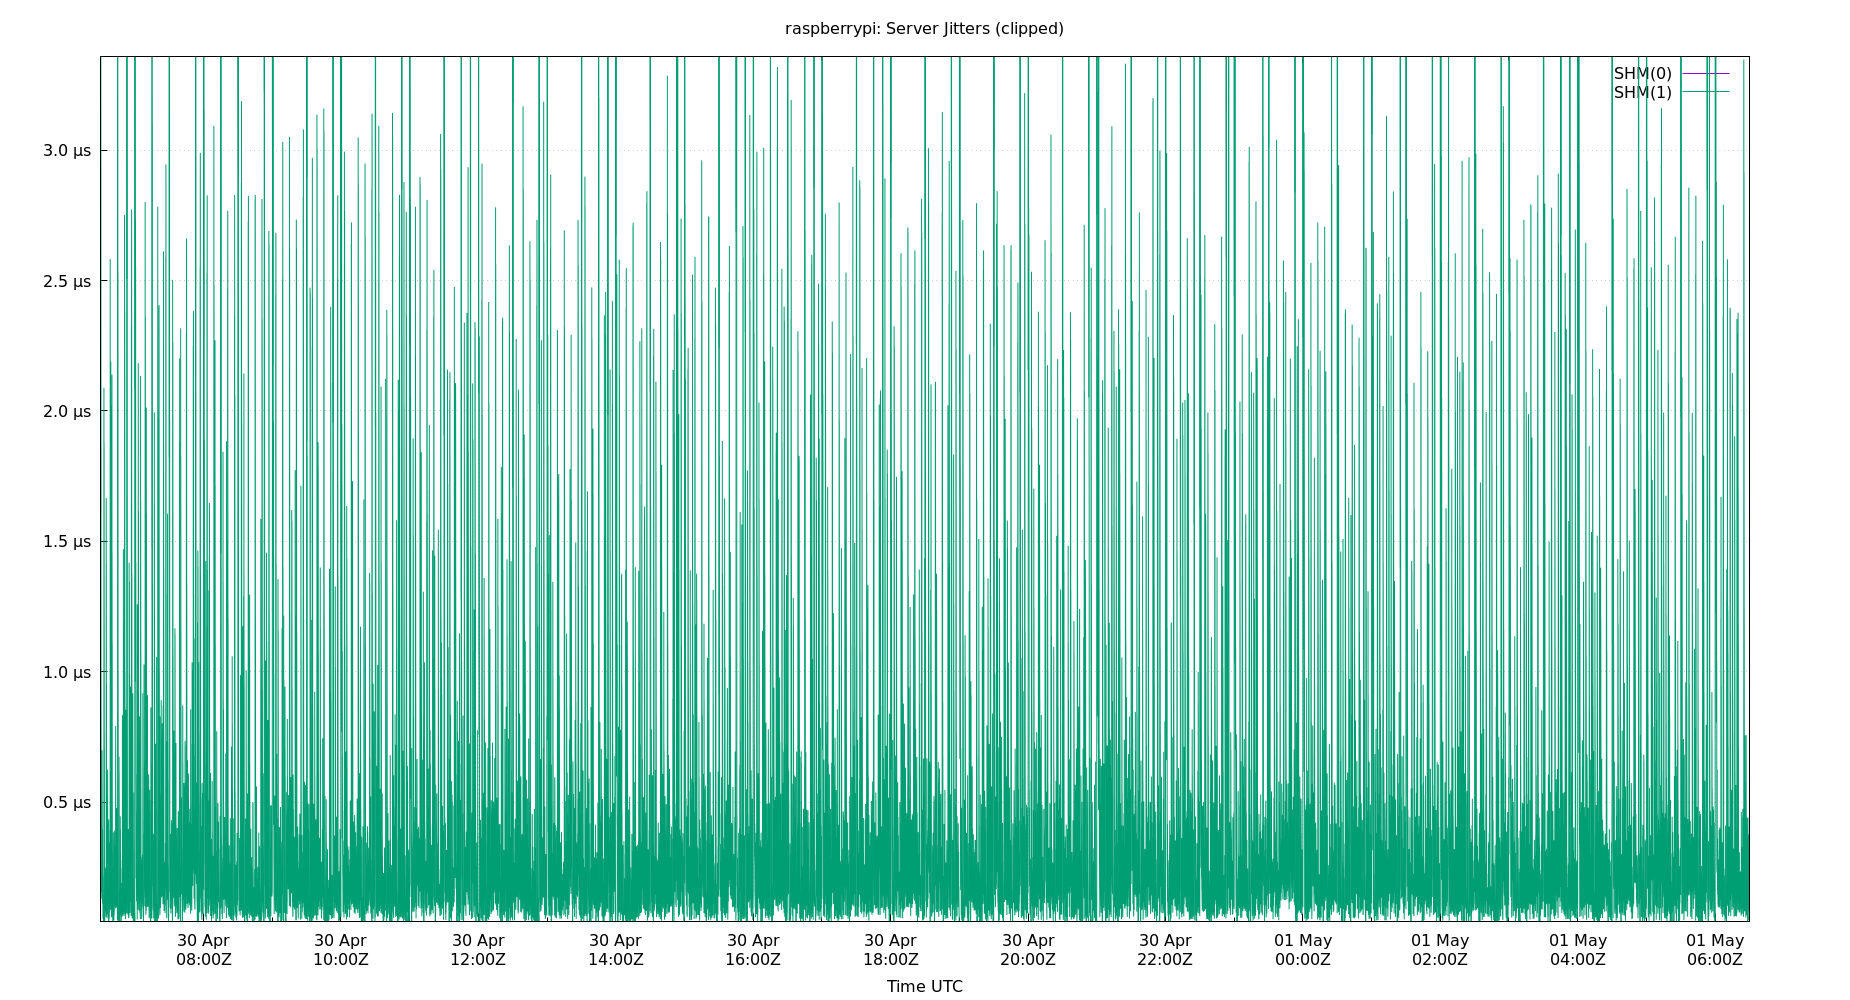 raspberrypi: Server Jitters (clipped)
SHM(0)
SHM(1)
3.0 µs
2.5 µs
2.0 µs
1.5 µs
1.0 µs
0.5 µs
30 Apr 30 Apr 30 Apr 30 Apr 30 Apr 30 Apr 30 Apr 30 Apr 01 May 01 May 01 May 01 May
08:00Z 10:00Z 12:00Z 14:00Z 16:00Z 18:00Z 20:00Z 22:00Z 00:00Z 02:00Z 04:00Z 06:00Z
Time UTC